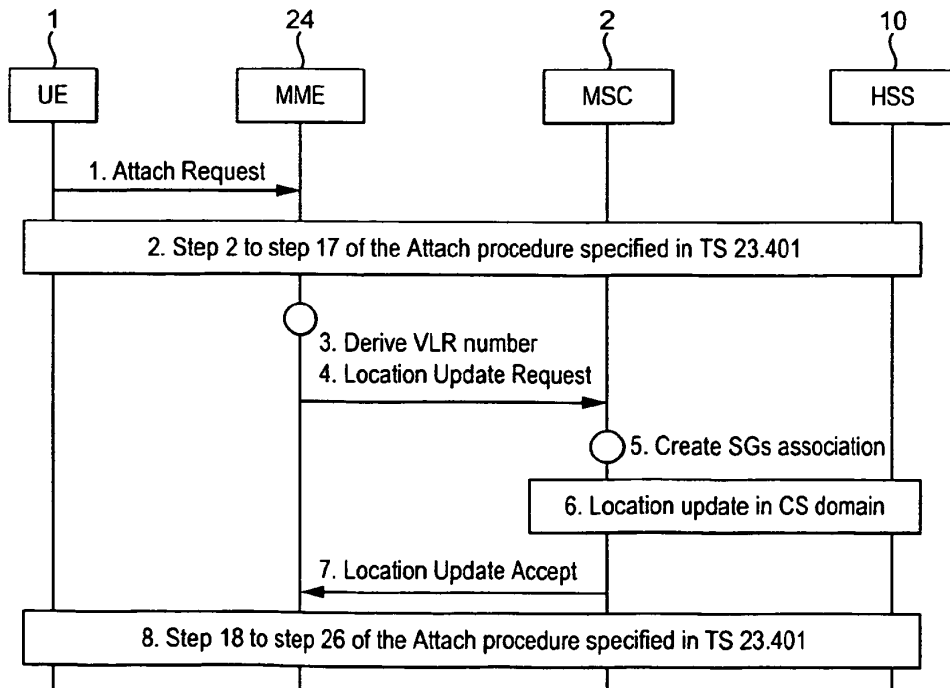 1 24 2 10
UE MME MSC HSS
1. Attach Request
2. Step 2 to step 17 of the Attach procedure specified in TS 23.401
3. Derive VLR number
4. Location Update Request
5. Create SGs association
6. Location update in CS domain
7. Location Update Accept
8. Step 18 to step 26 of the Attach procedure specified in TS 23.401